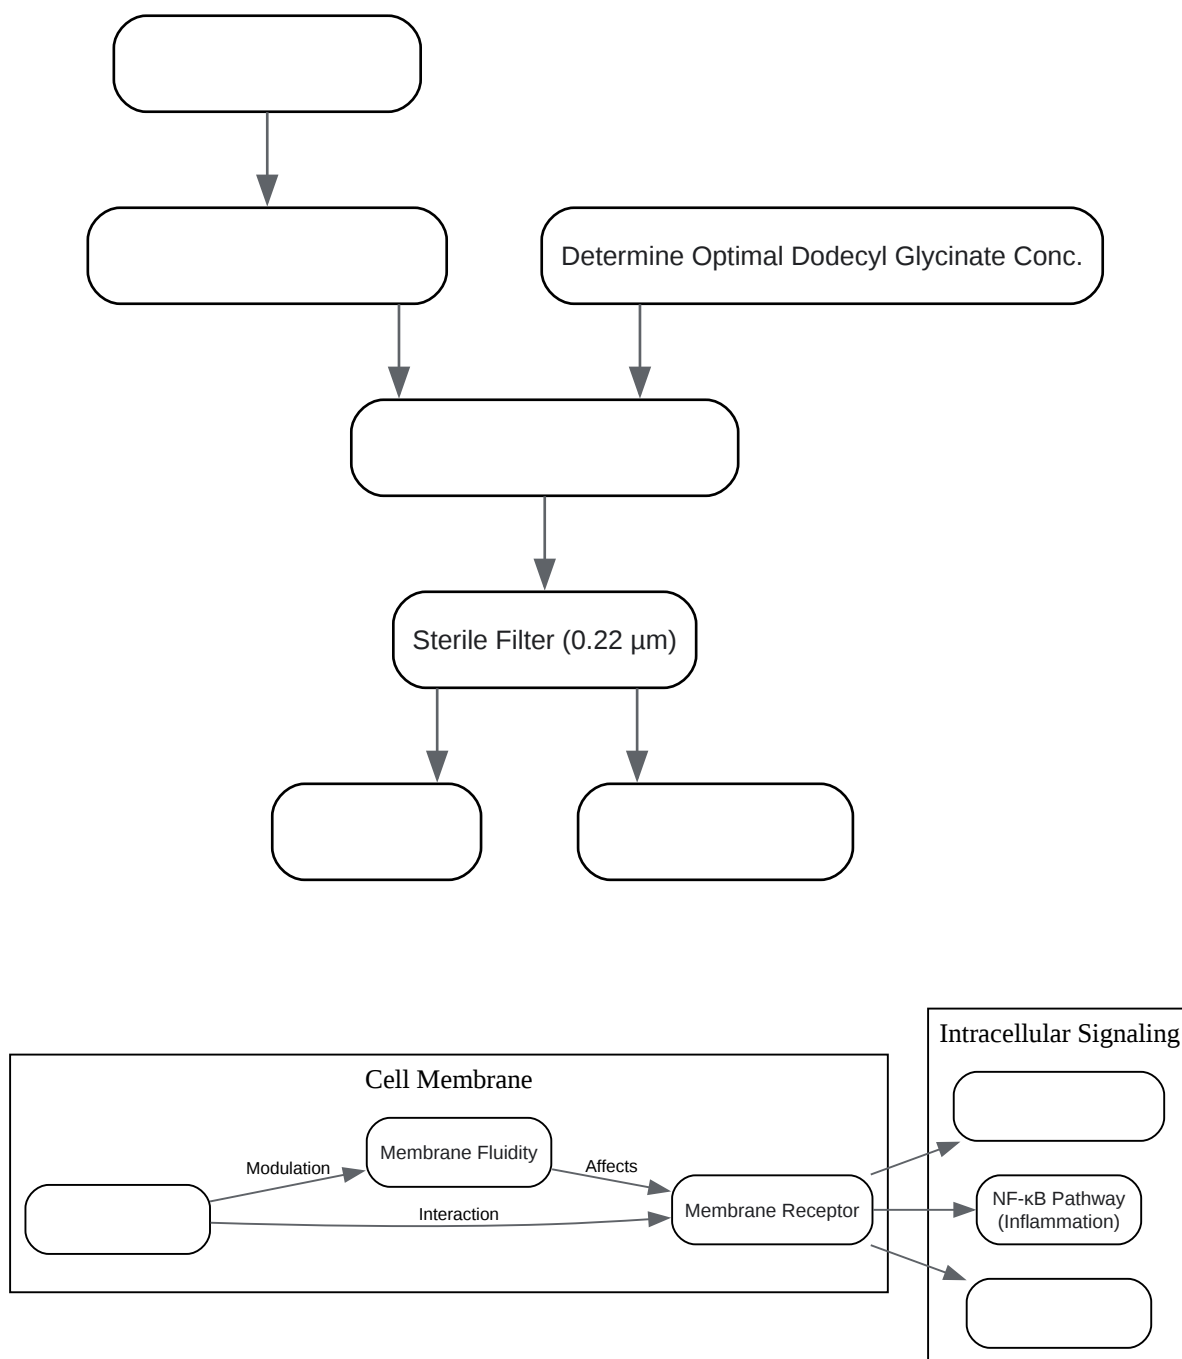 Determine Optimal Dodecyl Glycinate Conc.
Sterile Filter (0.22 µm)
Intracellular Signaling
Cell Membrane
Membrane Fluidity
Modulation
Affects
Membrane Receptor
Interaction
NF-κB Pathway
(Inflammation)